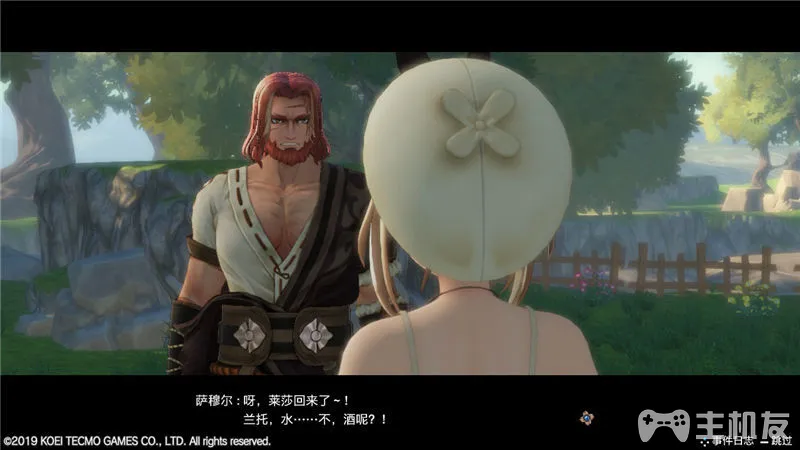 萨穆尔：呀，莱莎回来了～！
兰托，水……不，酒呢？！
©2019 KOEI TECMO GAMES CO., LTD. All rights reserved.
事件日志 跳过
主机友